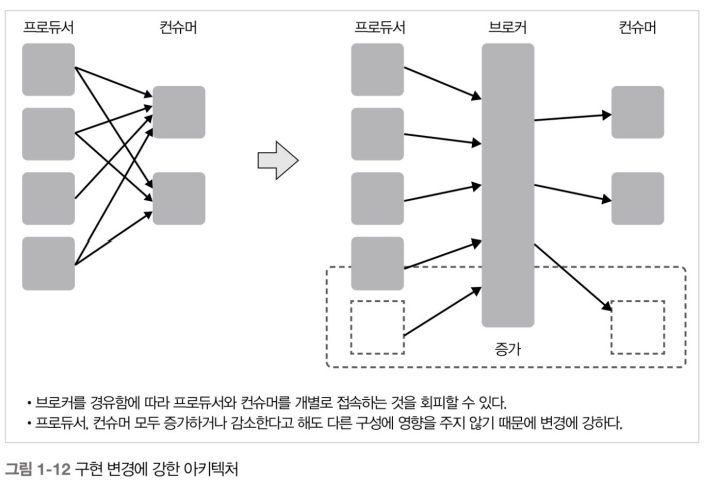 프로듀서 컨슈머 프로듀서 브로커 컨슈머
증가
• 브로커를 경유함에 따라 프로듀서와 컨슈머를 개별로 접속하는 것을 회피할 수 있다.
• 프로듀서, 컨슈머 모두 증가하거나 감소한다고 해도 다른 구성에 영향을 주지 않기 때문에 변경에 강하다.
그림 1-12 구현 변경에 강한 아키텍처